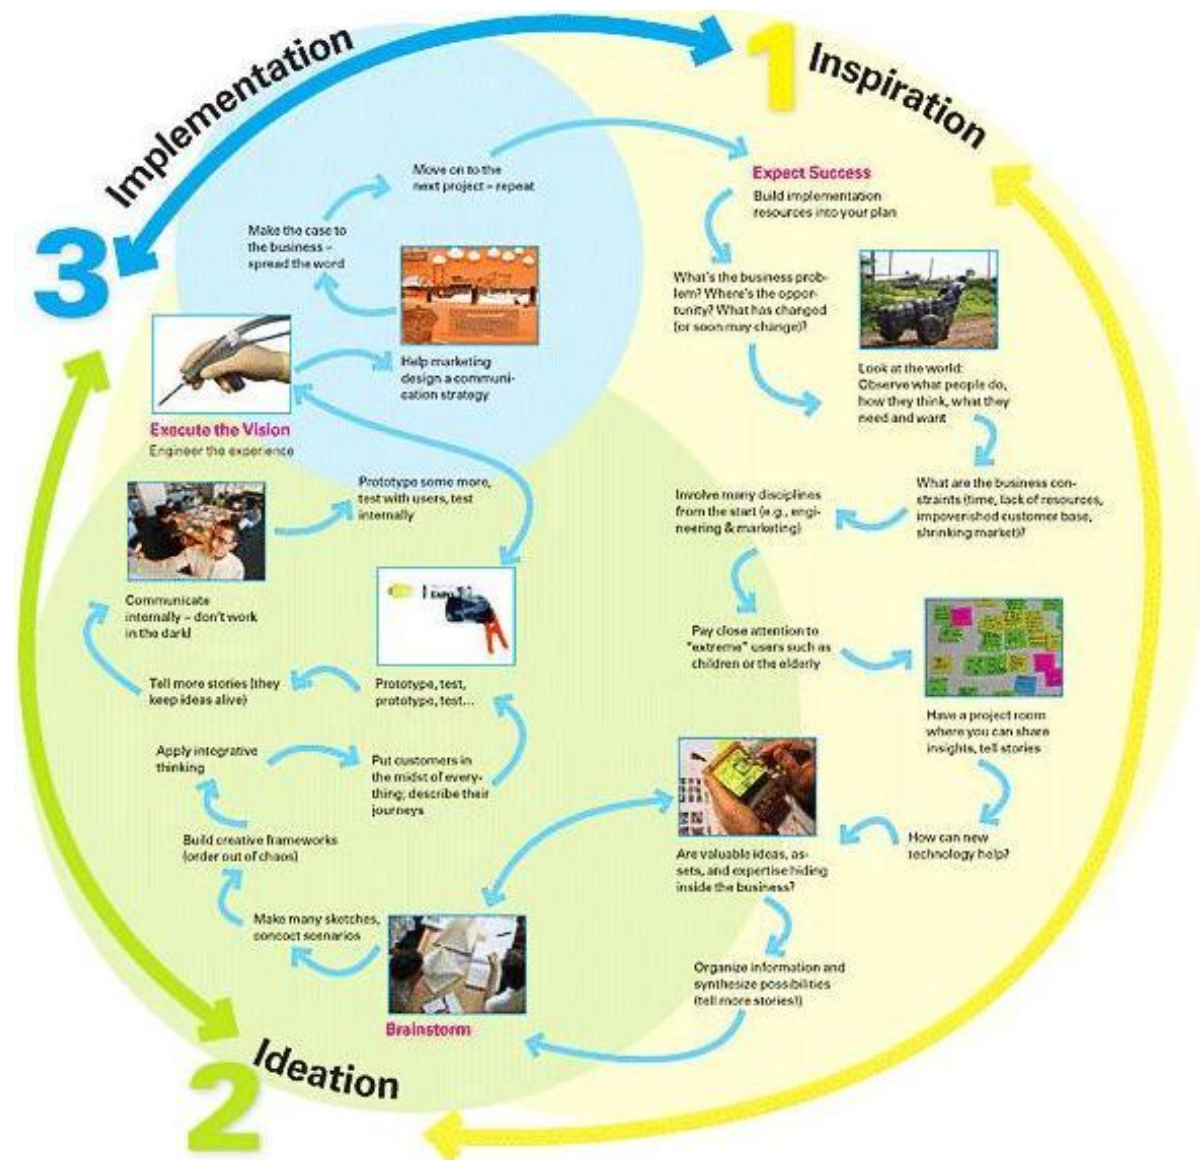 1
Inspiration
Expect Success
Build implementation
resources into your plan
What's the business prob-
lem? Where's the oppor-
tunity? What has changed
(or soon may change)?
Look at the world:
Observe what people do,
how they think, what they
need and want
What are the business con-
straints (time, lack of resources,
impoverished customer base,
shrinking market)?
Involve many disciplines
from the start (e.g., engi-
neering & marketing)
Pay close attention to
"extreme" users such as
children or the elderly
Have a project room
where you can share
insights, tell stories
How can new
technology help?
Are valuable ideas, as-
sets, and expertise hiding
inside the business?
Organize information and
synthesize possibilities
(tell more stories!)
2
Ideation
Brainstorm
Make many sketches,
concoct scenarios
Build creative frameworks
(order out of chaos)
Apply integrative
thinking
Put customers in
the midst of every-
thing; describe their
journeys
Prototype, test,
prototype, test...
Tell more stories (they
keep ideas alive)
Communicate
internally – don't work
in the dark!
Prototype some more,
test with users, test
internally
3
Implementation
Execute the Vision
Engineer the experience
Help marketing
design a communi-
cation strategy
Make the case to
the business –
spread the word
Move on to the
next project – repeat